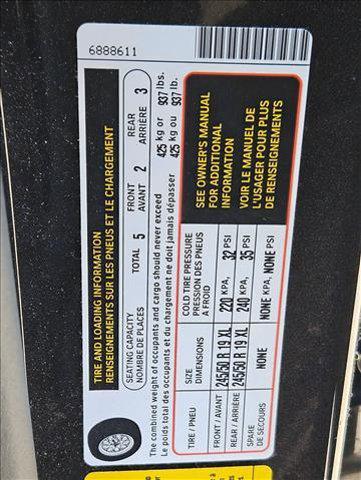 6888611
TIRE AND LOADING INFORMATION
RENSEIGNEMENTS SUR LES PNEUS ET LE CHARGEMENT
SEATING CAPACITY
NOMBRE DE PLACES
TOTAL 5
FRONT
AVANT 2
REAR
ARRIÈRE 3
The combined weight of occupants and cargo should never exceed 425 kg or 937 lbs.
Le poids total des occupants et du chargement ne doit jamais dépasser 425 kg ou 937 lb.
TIRE / PNEU
SIZE
DIMENSIONS
COLD TIRE PRESSURE
PRESSION DES PNEUS
A FROID
FRONT / AVANT 245/50 R 19 XL 220 KPA, 32 PSI
REAR / ARRIÈRE 245/50 R 19 XL 240 KPA, 35 PSI
SPARE
DE SECOURS
NONE
NONE KPA, NONE PSI
SEE OWNER'S MANUAL
FOR ADDITIONAL
INFORMATION
VOIR LE MANUEL DE
L'USAGER POUR PLUS
DE RENSEIGNEMENTS